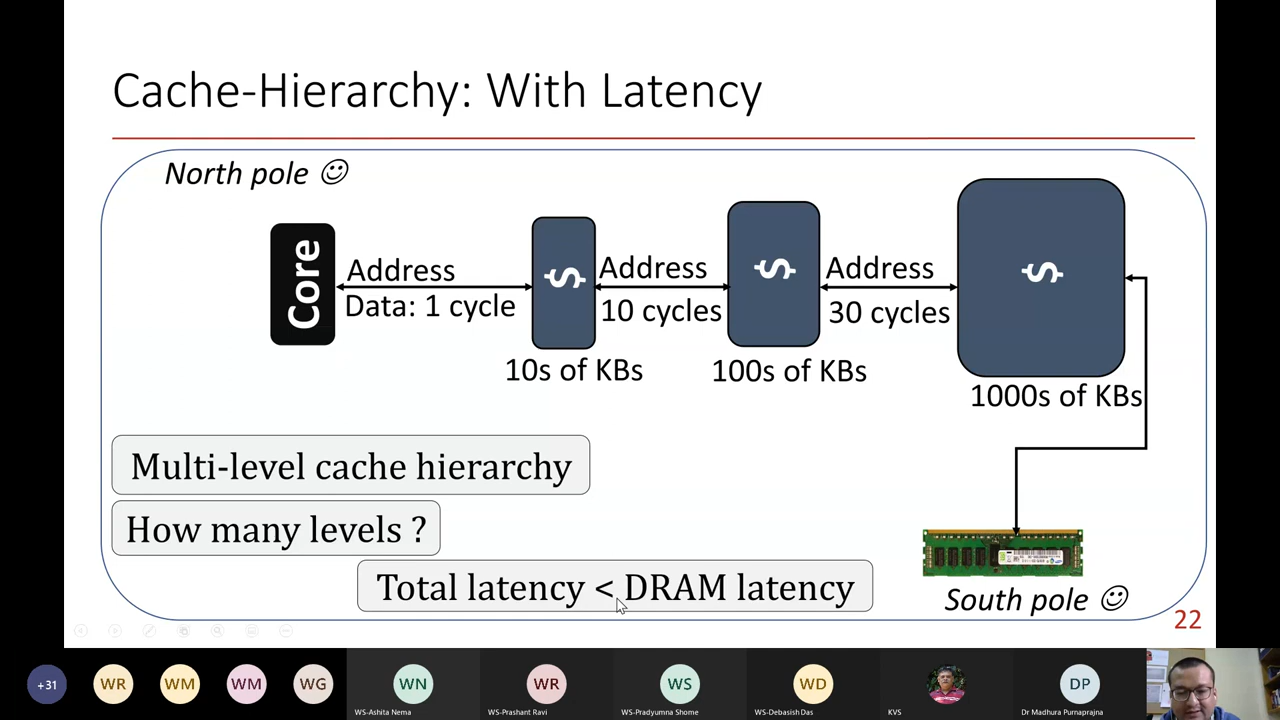 Cache-Hierarchy: With Latency
North pole ☺
Core
Address
Data: 1 cycle
$
10s of KBs
Address
10 cycles
$
100s of KBs
Address
30 cycles
$
1000s of KBs
Multi-level cache hierarchy
How many levels ?
Total latency < DRAM latency
South pole ☺
22
+31
WR
WM
WM
WG
WN
WS-Ashita Nema
WR
WS-Prashant Ravi
WS
WS-Pradyumna Shome
WD
WS-Debasish Das
KVS
DP
Dr Madhura Purnaprajna